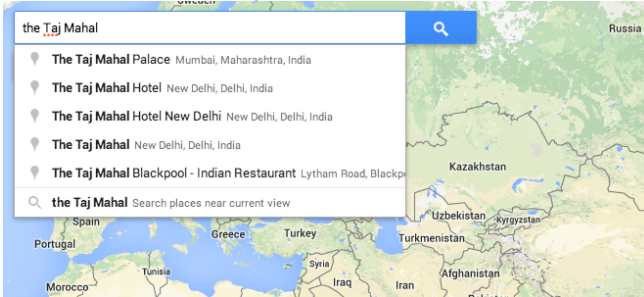 Sweden
the Taj Mahal
Russia
The Taj Mahal Palace Mumbai, Maharashtra, India
The Taj Mahal Hotel New Delhi, Delhi, India
The Taj Mahal Hotel New Delhi New Delhi, Delhi, India
The Taj Mahal New Delhi, Delhi, India
The Taj Mahal Blackpool - Indian Restaurant Lytham Road, Blackpo
Kazakhstan
the Taj Mahal Search places near current view
Spain
Portugal
Greece
Turkey
Uzbekistan
Kyrgyzstan
Turkmenistan
Tunisia
Syria
Morocco
Iraq
Iran
Afghanistan